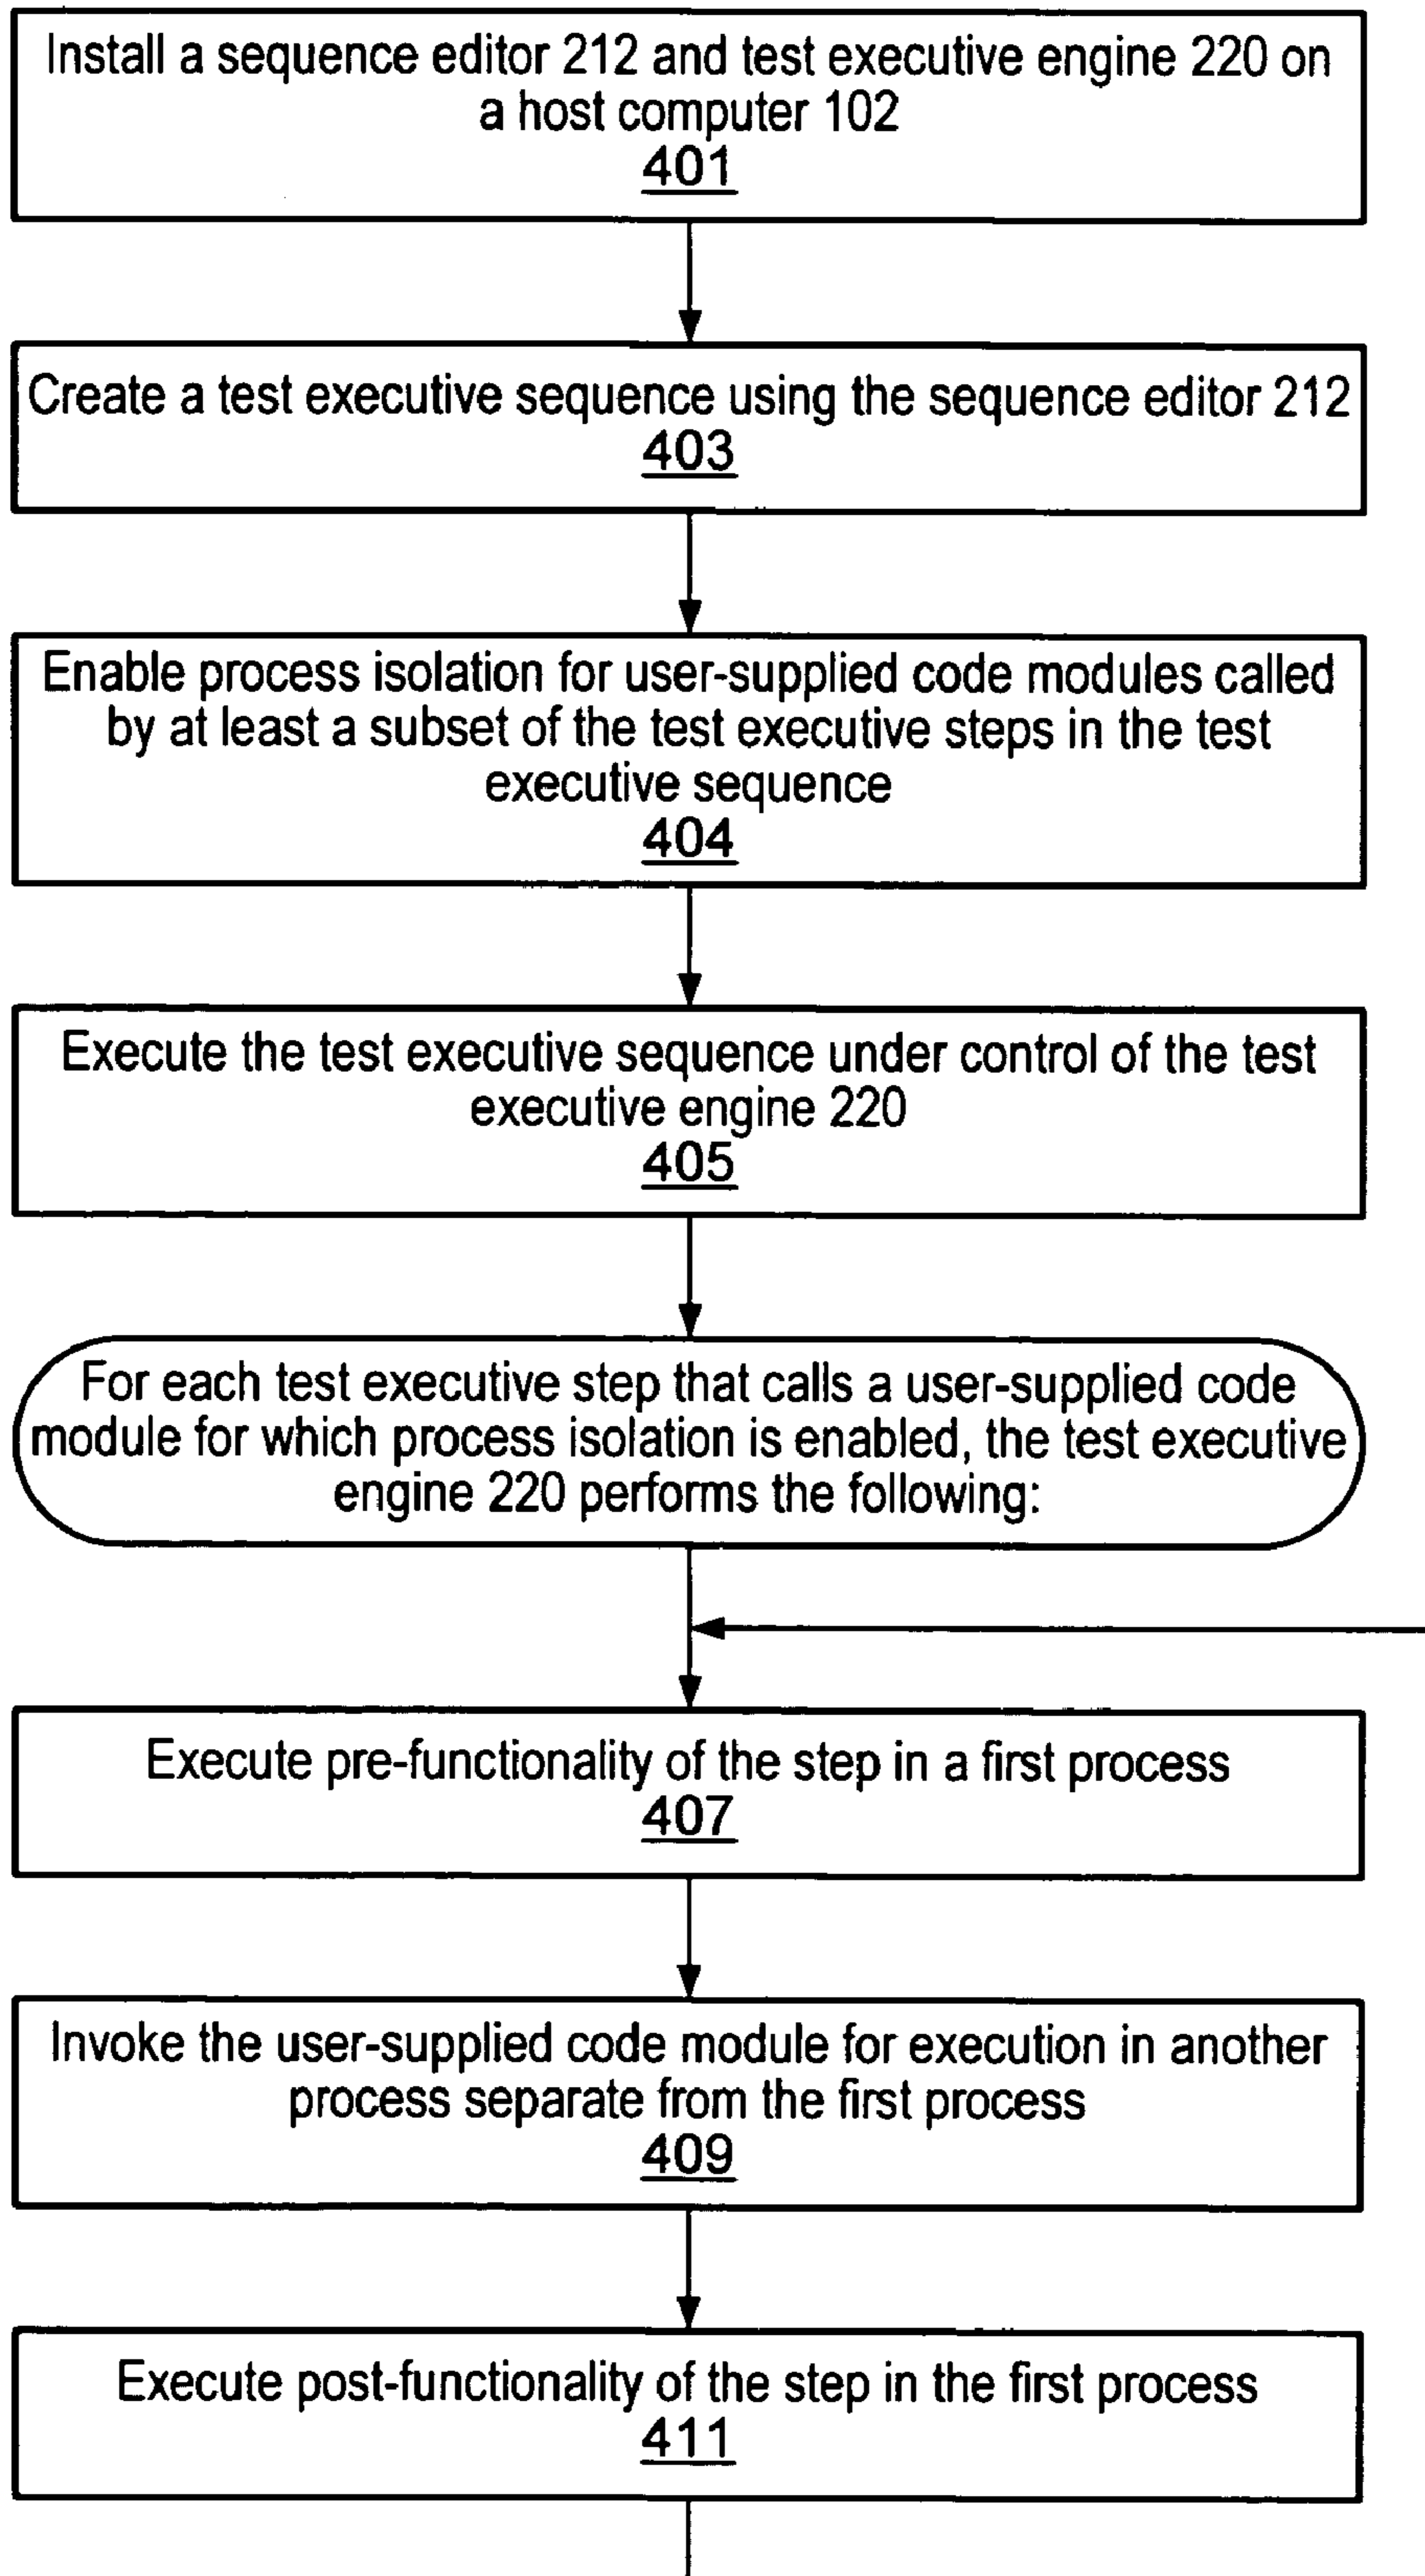 Install a sequence editor 212 and test executive engine 220 on
a host computer 102
401
Create a test executive sequence using the sequence editor 212
403
Enable process isolation for user-supplied code modules called
by at least a subset of the test executive steps in the test
executive sequence
404
Execute the test executive sequence under control of the test
executive engine 220
405
For each test executive step that calls a user-supplied code
module for which process isolation is enabled, the test executive
engine 220 performs the following:
Execute pre-functionality of the step in a first process
407
Invoke the user-supplied code module for execution in another
process separate from the first process
409
Execute post-functionality of the step in the first process
411